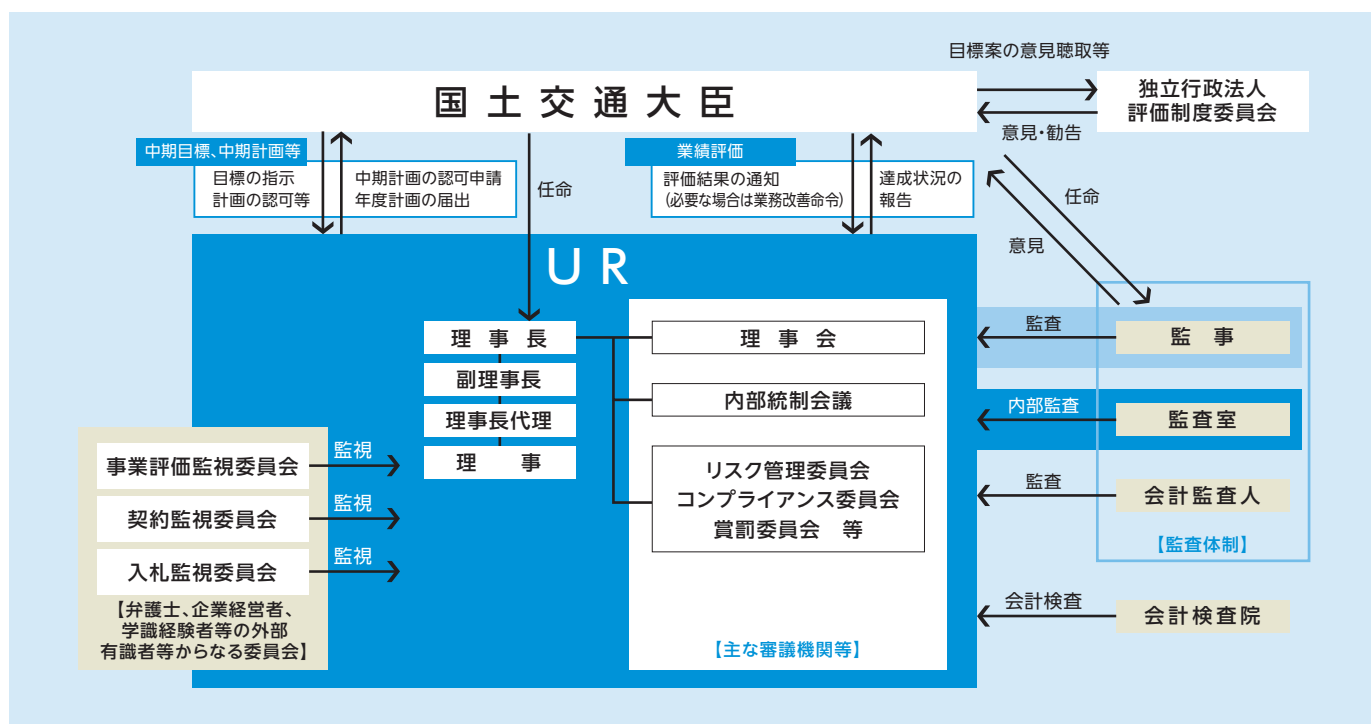 目標案の意見聴取等
国土交通大臣
独立行政法人
評価制度委員会
意見・勧告
中期目標、中期計画等
目標の指示
計画の認可等
中期計画の認可申請
年度計画の届出
任命
業績評価
評価結果の通知
(必要な場合は業務改善命令)
達成状況の
報告
任命
意見
UR
理事長
副理事長
理事長代理
理事
理事会
内部統制会議
リスク管理委員会
コンプライアンス委員会
賞罰委員会 等
【主な審議機関等】
事業評価監視委員会
監視
契約監視委員会
監視
入札監視委員会
監視
【弁護士、企業経営者、
学識経験者等の外部
有識者等からなる委員会】
監査
監事
内部監査
監査室
監査
会計監査人
【監査体制】
会計検査
会計検査院